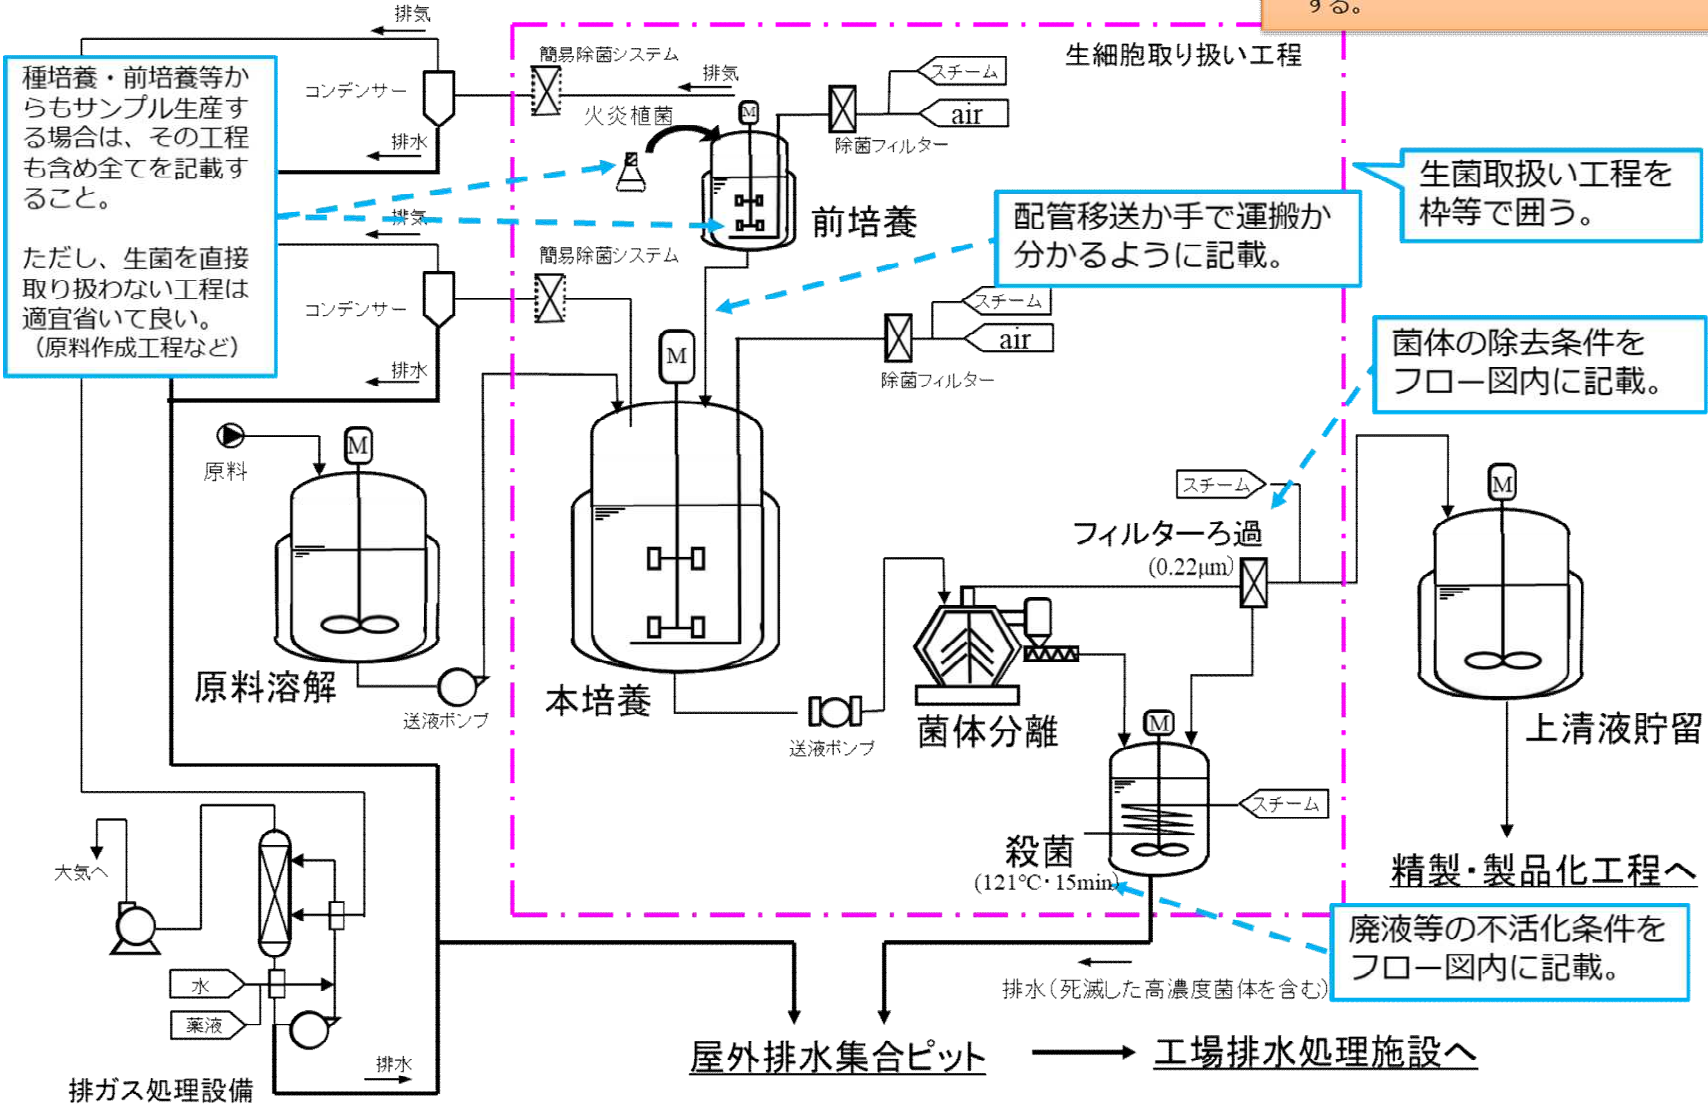 する。
排気
簡易除菌システム
生細胞取り扱い工程
種培養・前培養等か
らもサンプル生産す
る場合は、その工程
も含め全てを記載す
ること。
ただし、生菌を直接
取り扱わない工程は
適宜省いて良い。
（原料作成工程など）
コンデンサー
排気
スチーム
火炎植菌
M
air
排水
除菌フィルター
生菌取扱い工程を
枠等で囲う。
前培養
配管移送か手で運搬か
分かるように記載。
排気
簡易除菌システム
コンデンサー
スチーム
air
排水
除菌フィルター
菌体の除去条件を
フロー図内に記載。
M
M
原料
スチーム
M
フィルターろ過
(0.22μm)
原料溶解
送液ポンプ
本培養
送液ポンプ
菌体分離
M
上清液貯留
スチーム
殺菌
(121℃・15min)
大気へ
精製・製品化工程へ
廃液等の不活化条件を
フロー図内に記載。
水
薬液
排水（死滅した高濃度菌体を含む）
排水
屋外排水集合ピット
工場排水処理施設へ
排ガス処理設備